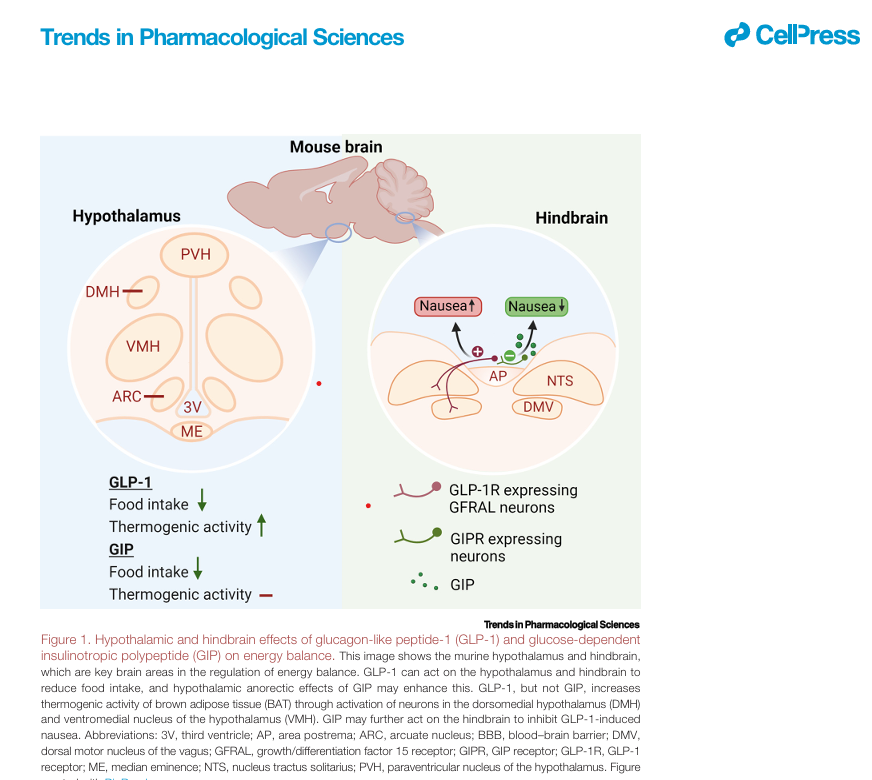 Trends in Pharmacological Sciences
CellPress
Mouse brain
Hypothalamus
Hindbrain
PVH
DMH
VMH
ARC
3V
ME
Nausea↑
Nausea↓
+
−
AP
NTS
DMV
GLP-1
Food intake ↓
Thermogenic activity ↑
GIP
Food intake ↓
Thermogenic activity –
GLP-1R expressing
GFRAL neurons
GIPR expressing
neurons
GIP
Trends in Pharmacological Sciences
Figure 1. Hypothalamic and hindbrain effects of glucagon-like peptide-1 (GLP-1) and glucose-dependent
insulinotropic polypeptide (GIP) on energy balance. This image shows the murine hypothalamus and hindbrain,
which are key brain areas in the regulation of energy balance. GLP-1 can act on the hypothalamus and hindbrain to
reduce food intake, and hypothalamic anorectic effects of GIP may enhance this. GLP-1, but not GIP, increases
thermogenic activity of brown adipose tissue (BAT) through activation of neurons in the dorsomedial hypothalamus (DMH)
and ventromedial nucleus of the hypothalamus (VMH). GIP may further act on the hindbrain to inhibit GLP-1-induced
nausea. Abbreviations: 3V, third ventricle; AP, area postrema; ARC, arcuate nucleus; BBB, blood–brain barrier; DMV,
dorsal motor nucleus of the vagus; GFRAL, growth/differentiation factor 15 receptor; GIPR, GIP receptor; GLP-1R, GLP-1
receptor; ME, median eminence; NTS, nucleus tractus solitarius; PVH, paraventricular nucleus of the hypothalamus. Figure